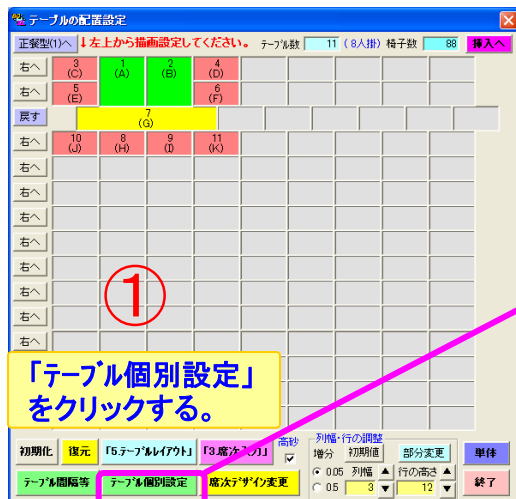 テーブルの配置設定
正餐型(1)へ ↓左上から描画設定してください。 テーブル数 11 (8人掛) 椅子数 88 挿入へ
右へ 3 (C) 1 (A) 2 (B) 4 (D)
右へ 5 (E) 6 (F)
戻す 7 (G)
右へ 10 (J) 8 (H) 9 (I) 11 (K)
右へ
右へ
右へ
右へ
右へ
右へ
右へ
右へ
①
「テーブル個別設定」
をクリックする。
高砂 列幅・行の調整
初期化 復元 「5.テーブルレイアウト」 増分 初期値 部分変更 単体
テーブル間隔等 テーブル個別設定 席次デザイン変更 0.05 列幅 ▲ 行の高さ ▲ 終了
0.5 3 ▼ 12 ▼